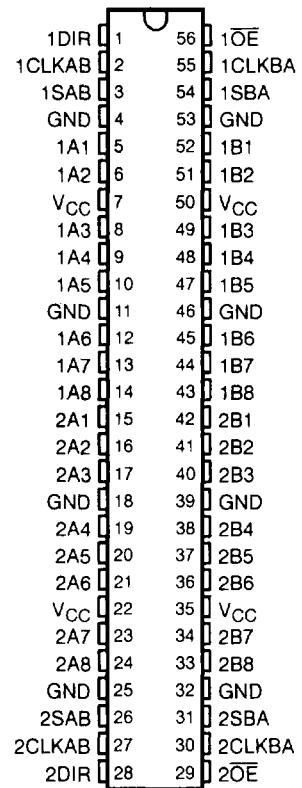 1DIR 1 56 1O̅E̅
1CLKAB 2 55 1CLKBA
1SAB 3 54 1SBA
GND 4 53 GND
1A1 5 52 1B1
1A2 6 51 1B2
VCC 7 50 VCC
1A3 8 49 1B3
1A4 9 48 1B4
1A5 10 47 1B5
GND 11 46 GND
1A6 12 45 1B6
1A7 13 44 1B7
1A8 14 43 1B8
2A1 15 42 2B1
2A2 16 41 2B2
2A3 17 40 2B3
GND 18 39 GND
2A4 19 38 2B4
2A5 20 37 2B5
2A6 21 36 2B6
VCC 22 35 VCC
2A7 23 34 2B7
2A8 24 33 2B8
GND 25 32 GND
2SAB 26 31 2SBA
2CLKAB 27 30 2CLKBA
2DIR 28 29 2O̅E̅